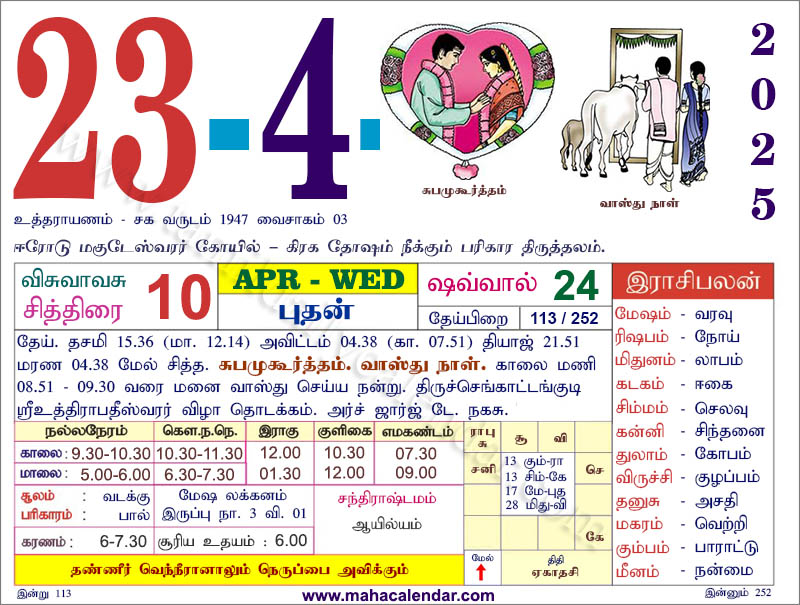 23-4-
2025
சுபமுகூர்த்தம்
வாஸ்து நாள்
உத்தராயணம் - சக வருடம் 1947 வைசாகம் 03
ஈரோடு மகுடேஸ்வரர் கோயில் – கிரக தோஷம் நீக்கும் பரிகார திருத்தலம்.
விசுவாவசு
சித்திரை 10
APR - WED
புதன்
ஷவ்வால் 24
தேய்பிறை 113 / 252
தேய். தசமி 15.36 (மா. 12.14) அவிட்டம் 04.38 (கா. 07.51) தியாஜ் 21.51
மரண 04.38 மேல் சித்த. சுபமுகூர்த்தம். வாஸ்து நாள். காலை மணி
08.51 - 09.30 வரை மனை வாஸ்து செய்ய நன்று. திருச்செங்காட்டங்குடி
ஸ்ரீஉத்திராபதீஸ்வரர் விழா தொடக்கம். அர்ச் ஜார்ஜ் டே. நகசு.
நல்லநேரம் கௌ.ந.நெ. இராகு குளிகை எமகண்டம்
காலை: 9.30-10.30 10.30-11.30 12.00 10.30 07.30
மாலை: 5.00-6.00 6.30-7.30 01.30 12.00 09.00
சூலம் : வடக்கு
பரிகாரம் : பால்
மேஷ லக்கனம்
இருப்பு நா. 3 வி. 01
சந்திராஷ்டமம்
ஆயில்யம்
கரணம் : 6-7.30 சூரிய உதயம் : 6.00
தண்ணீர் வெந்நீரானாலும் நெருப்பை அவிக்கும்
ராபு
சு
சூ
வி
சனி
13 கும்-ரா
13 சிம்-கே
17 மே-புத
28 மிது-வி
செ
கே
மேல்
திதி
ஏகாதசி
இராசிபலன்
மேஷம் - வரவு
ரிஷபம் - நோய்
மிதுனம் - லாபம்
கடகம் - ஈகை
சிம்மம் - செலவு
கன்னி - சிந்தனை
துலாம் - கோபம்
விருச்சி - குழப்பம்
தனுசு - அசதி
மகரம் - வெற்றி
கும்பம் - பாராட்டு
மீனம் - நன்மை
இன்று 113
www.mahacalendar.com
இன்னும் 252